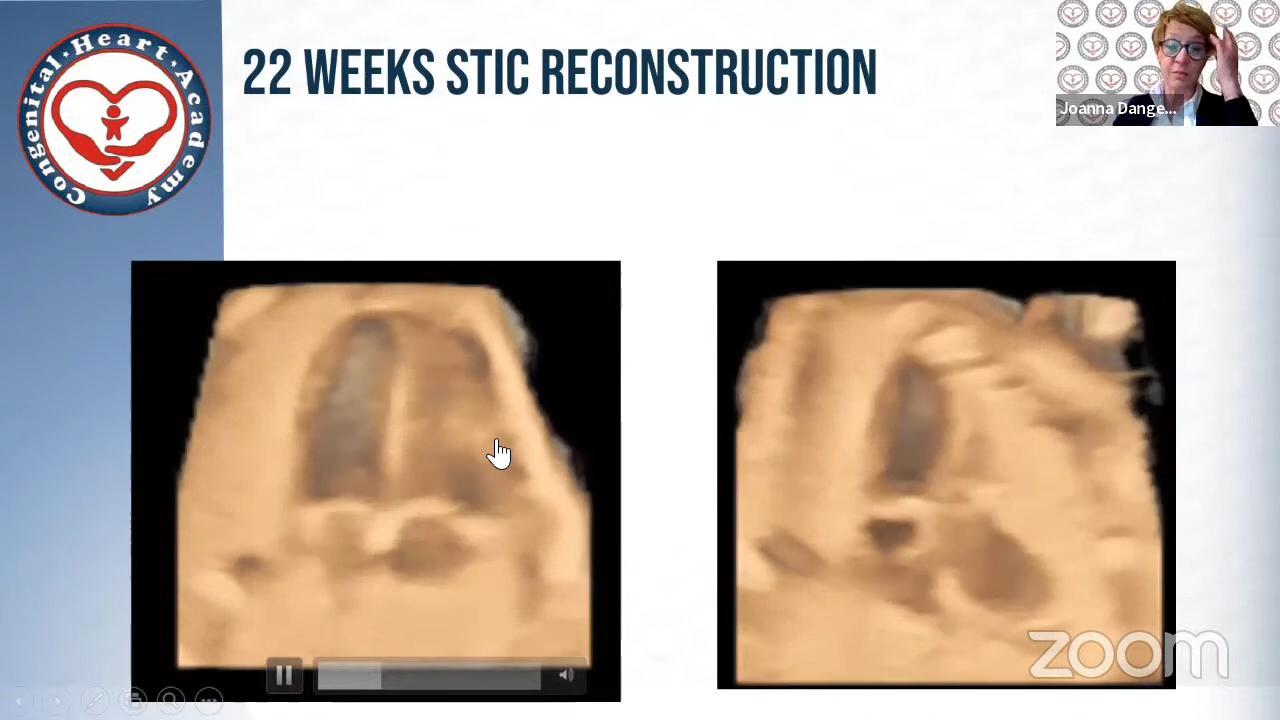 Congenital Heart Academy
22 WEEKS STIC RECONSTRUCTION
Joanna Dange...
zoom